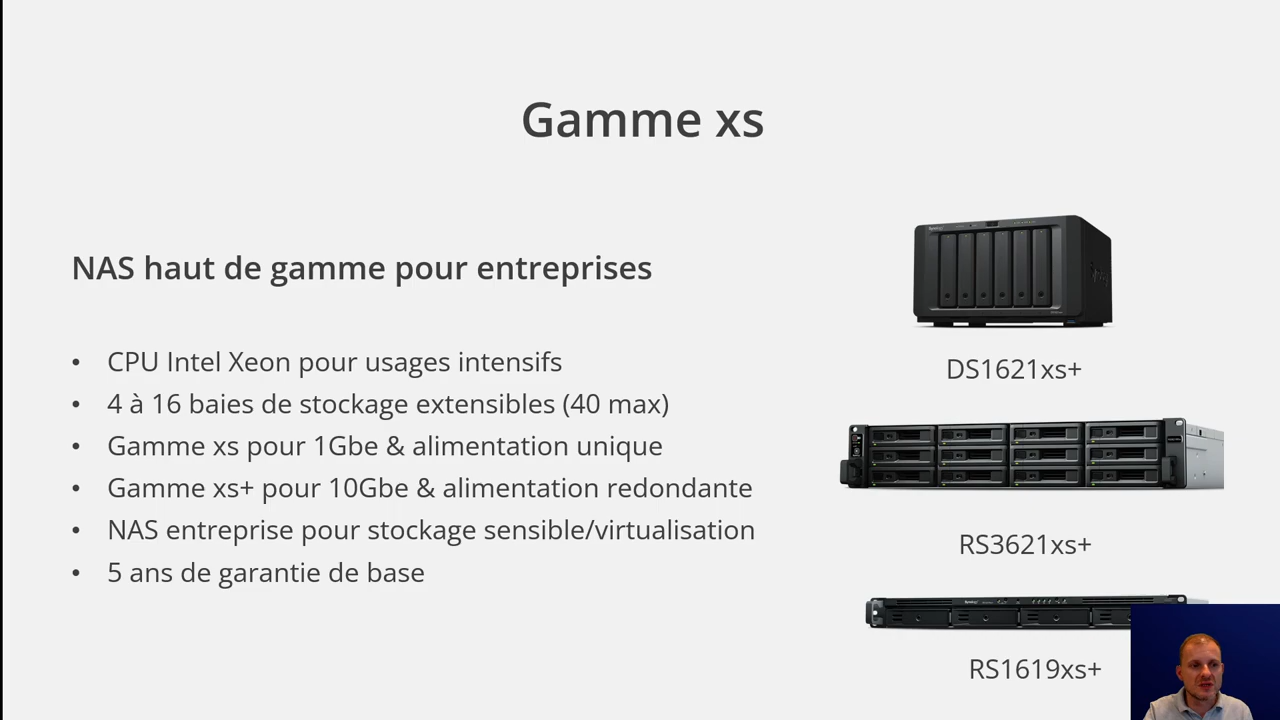 Gamme xs
NAS haut de gamme pour entreprises
• CPU Intel Xeon pour usages intensifs
• 4 à 16 baies de stockage extensibles (40 max)
• Gamme xs pour 1Gbe & alimentation unique
• Gamme xs+ pour 10Gbe & alimentation redondante
• NAS entreprise pour stockage sensible/virtualisation
• 5 ans de garantie de base
DS1621xs+
RS3621xs+
RS1619xs+